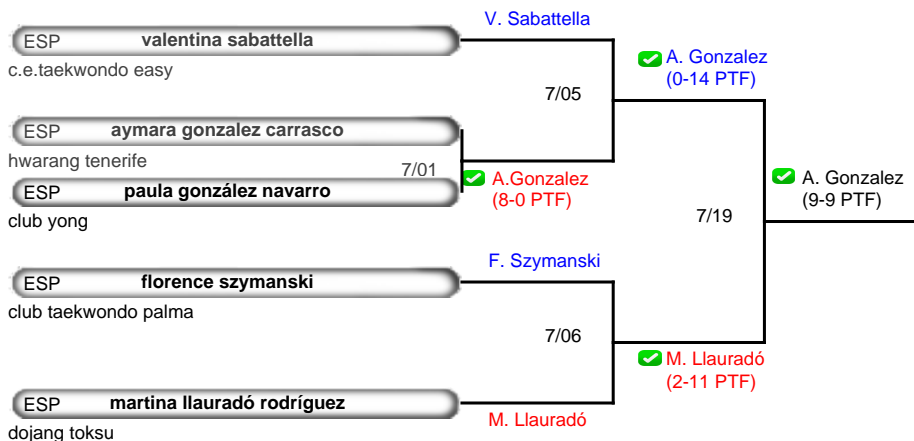 V. Sabattella
ESP valentina sabattella
c.e.taekwondo easy
A. Gonzalez
(0-14 PTF)
7/05
ESP aymara gonzalez carrasco
hwarang tenerife
7/01
A.Gonzalez
(8-0 PTF)
A. Gonzalez
(9-9 PTF)
ESP paula gonzález navarro
club yong
7/19
F. Szymanski
ESP florence szymanski
club taekwondo palma
7/06
M. Llauradó
(2-11 PTF)
ESP martina llauradó rodríguez
M. Llauradó
dojang toksu